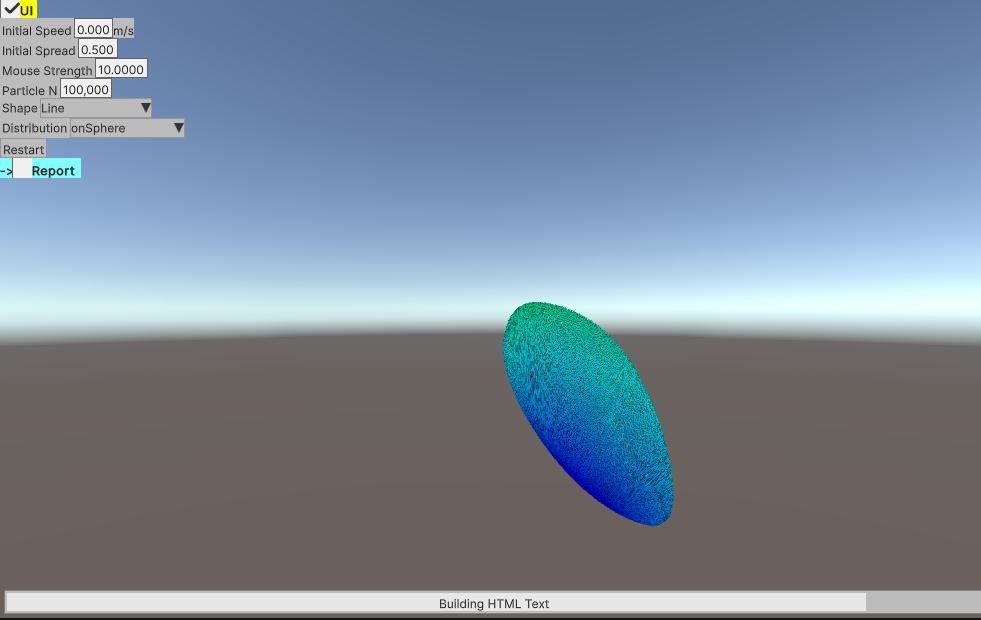 UI
Initial Speed 0.000 m/s
Initial Spread 0.500
Mouse Strength 10.0000
Particle N 100,000
Shape Line
Distribution onSphere
Restart
-> Report
Building HTML Text